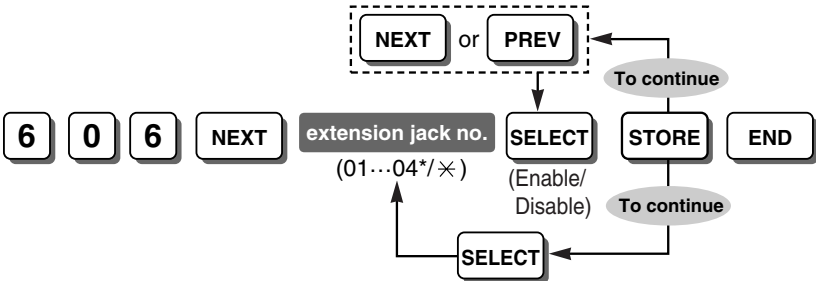 NEXT or PREV
To continue
6 0 6 NEXT extension jack no. SELECT STORE END
(01···04*/✳)
(Enable/
Disable)
To continue
SELECT